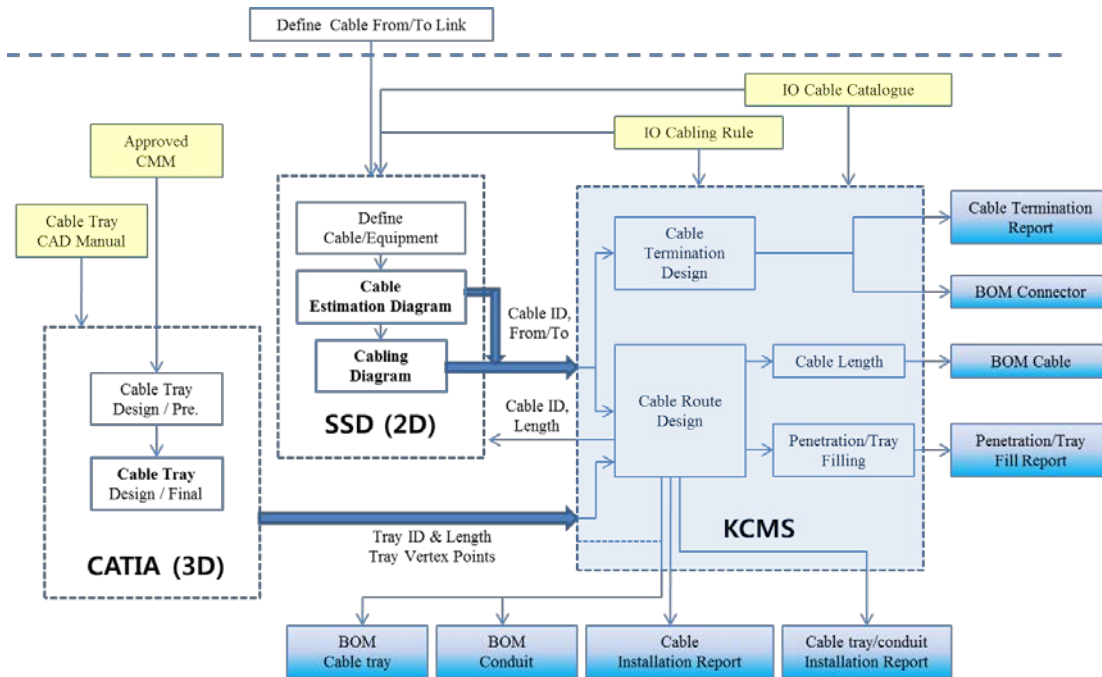 Define Cable From/To Link
IO Cable Catalogue
IO Cabling Rule
Approved
CMM
Cable Tray
CAD Manual
Define
Cable/Equipment
Cable
Estimation Diagram
Cabling
Diagram
SSD (2D)
Cable ID,
From/To
Cable ID,
Length
Cable Tray
Design / Pre.
Cable Tray
Design / Final
CATIA (3D)
Tray ID & Length
Tray Vertex Points
Cable
Termination
Design
Cable Route
Design
Cable Length
Penetration/Tray
Filling
KCMS
Cable Termination
Report
BOM Connector
BOM Cable
Penetration/Tray
Fill Report
BOM
Cable tray
BOM
Conduit
Cable
Installation Report
Cable tray/conduit
Installation Report